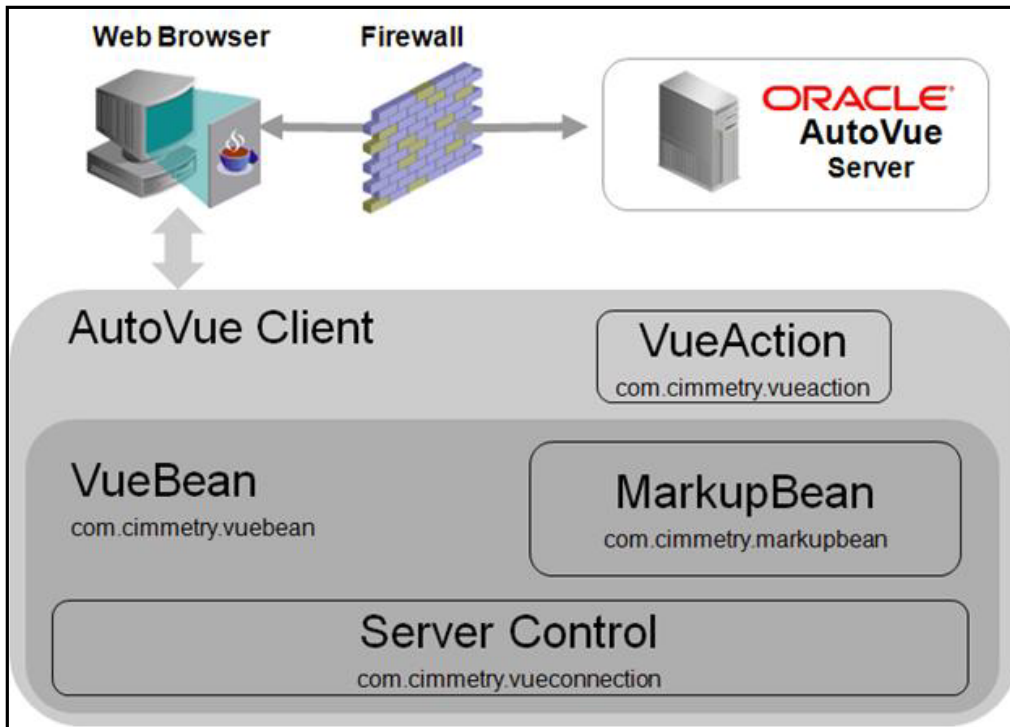 Web Browser
Firewall
ORACLE
AutoVue
Server
AutoVue Client
VueAction
com.cimmetry.vueaction
VueBean
com.cimmetry.vuebean
MarkupBean
com.cimmetry.markupbean
Server Control
com.cimmetry.vueconnection